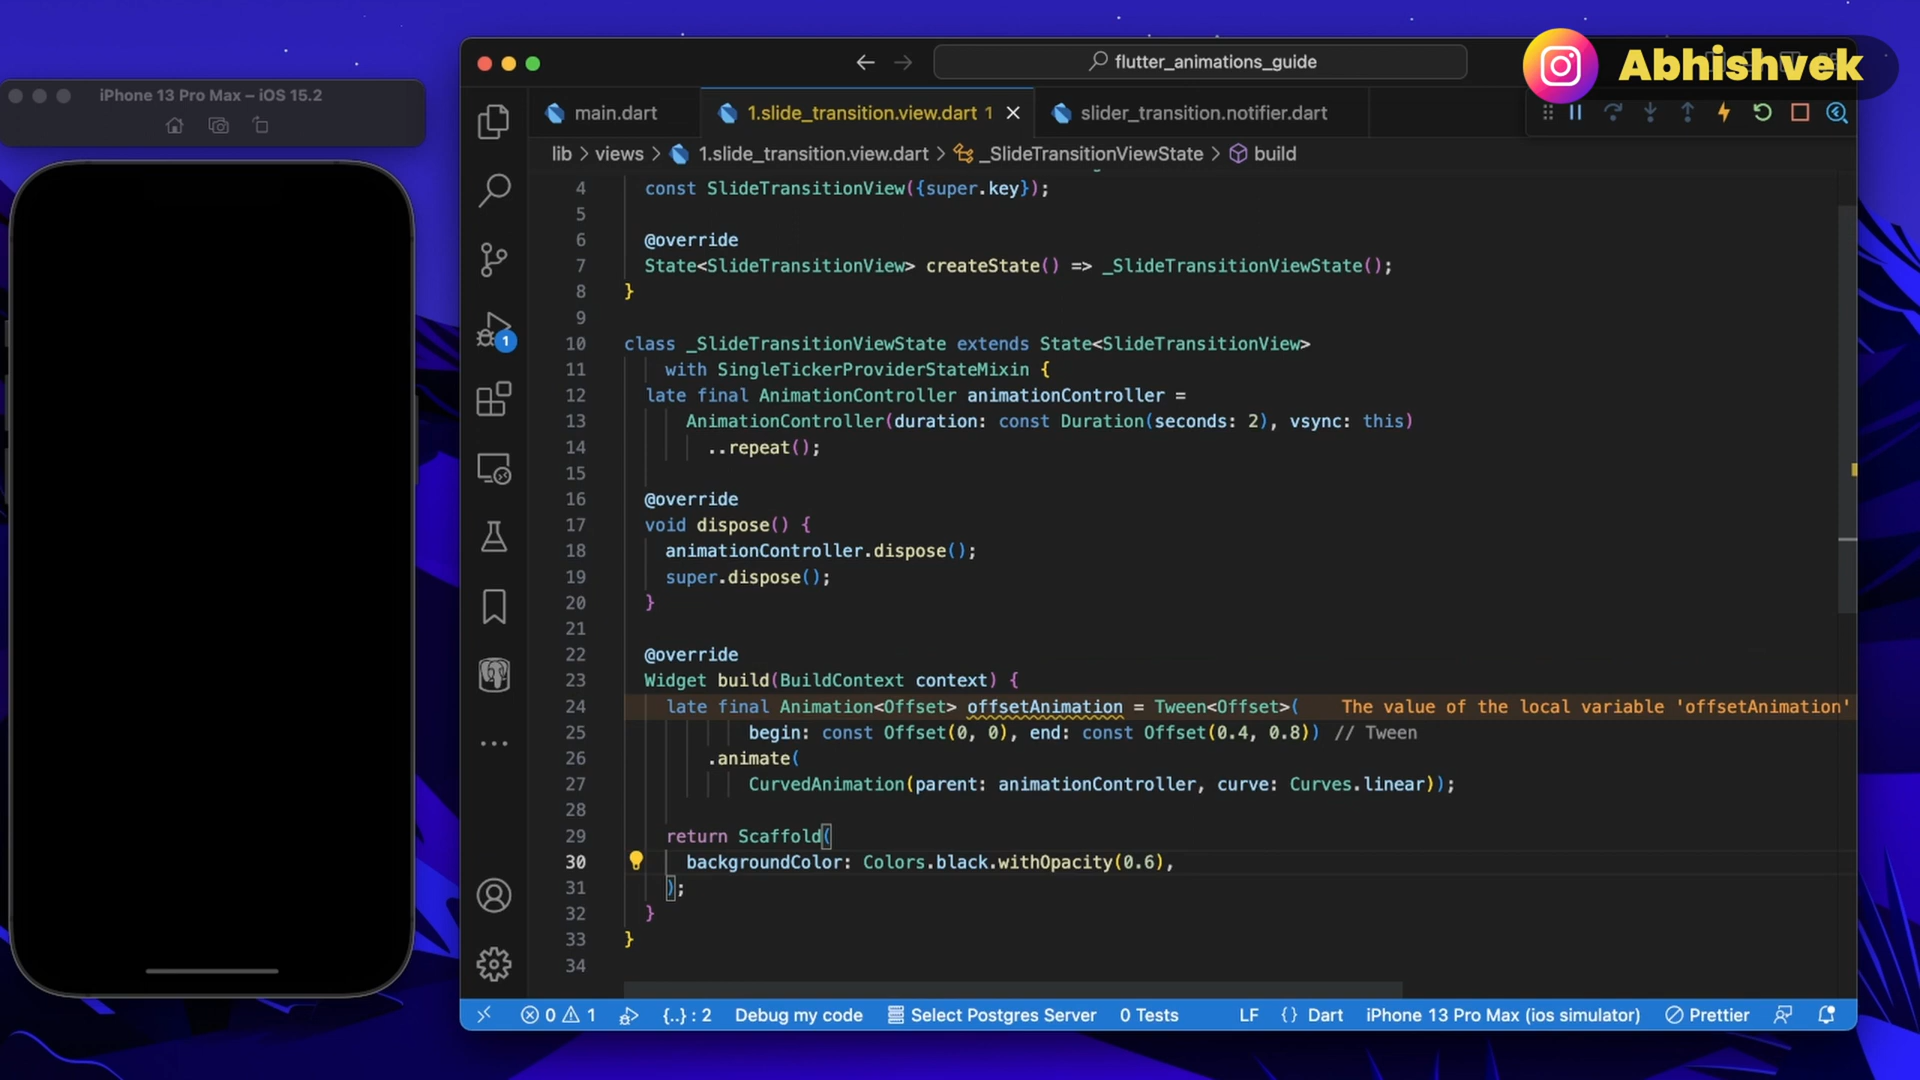 flutter_animations_guide
Abhishvek
iPhone 13 Pro Max – iOS 15.2
main.dart
1.slide_transition.view.dart 1
slider_transition.notifier.dart
lib > views > 1.slide_transition.view.dart > _SlideTransitionViewState > build
4 const SlideTransitionView({super.key});
5
6 @override
7 State<SlideTransitionView> createState() => _SlideTransitionViewState();
8 }
9
10 class _SlideTransitionViewState extends State<SlideTransitionView>
11 with SingleTickerProviderStateMixin {
12 late final AnimationController animationController =
13 AnimationController(duration: const Duration(seconds: 2), vsync: this)
14 ..repeat();
15
16 @override
17 void dispose() {
18 animationController.dispose();
19 super.dispose();
20 }
21
22 @override
23 Widget build(BuildContext context) {
24 late final Animation<Offset> offsetAnimation = Tween<Offset>( The value of the local variable 'offsetAnimation'
25 begin: const Offset(0, 0), end: const Offset(0.4, 0.8)) // Tween
26 .animate(
27 CurvedAnimation(parent: animationController, curve: Curves.linear));
28
29 return Scaffold(
30 backgroundColor: Colors.black.withOpacity(0.6),
31 );
32 }
33 }
34
1
0 1 {..} : 2 Debug my code Select Postgres Server 0 Tests LF {} Dart iPhone 13 Pro Max (ios simulator) Prettier